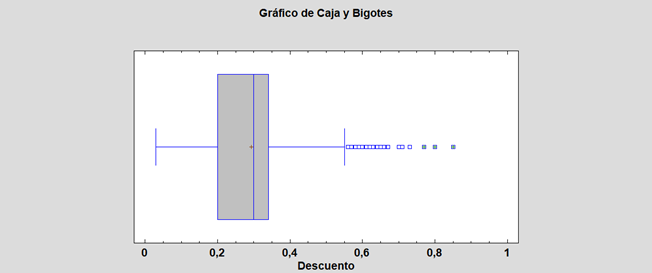 Gráfico de Caja y Bigotes
0 0,2 0,4 0,6 0,8 1
Descuento